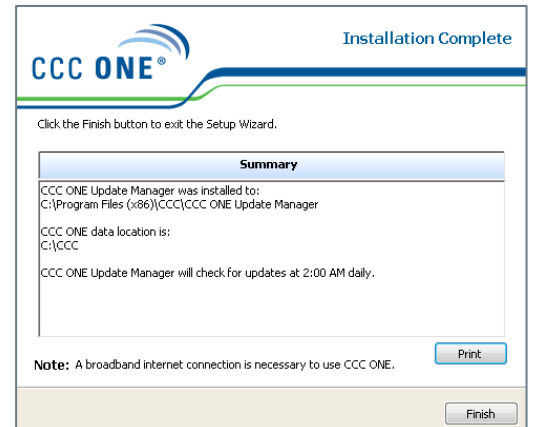 CCC ONE®
Installation Complete
Click the Finish button to exit the Setup Wizard.
Summary
CCC ONE Update Manager was installed to:
C:\Program Files (x86)\CCC\CCC ONE Update Manager
CCC ONE data location is:
C:\CCC
CCC ONE Update Manager will check for updates at 2:00 AM daily.
Print
Note: A broadband internet connection is necessary to use CCC ONE.
Finish